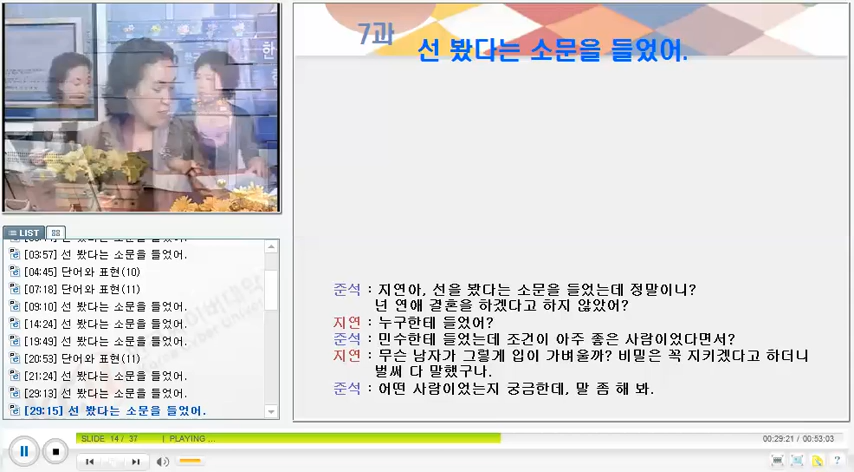 7과
선 봤다는 소문을 들었어.
LIST
[03:57] 선 봤다는 소문을 들었어.
[04:45] 단어와 표현(10)
[07:18] 단어와 표현(11)
[09:10] 선 봤다는 소문을 들었어.
[14:24] 선 봤다는 소문을 들었어.
[19:49] 선 봤다는 소문을 들었어.
[20:53] 단어와 표현(11)
[21:24] 선 봤다는 소문을 들었어.
[29:13] 선 봤다는 소문을 들었어.
[29:15] 선 봤다는 소문을 들었어.
준석 : 지연아, 선을 봤다는 소문을 들었는데 정말이니?
넌 연애 결혼을 하겠다고 하지 않았어?
지연 : 누구한테 들었어?
준석 : 민수한테 들었는데 조건이 아주 좋은 사람이었다면서?
지연 : 무슨 남자가 그렇게 입이 가벼울까? 비밀은 꼭 지키겠다고 하더니
벌써 다 말했구나.
준석 : 어떤 사람이었는지 궁금한데, 말 좀 해 봐.
SLIDE 14 / 37 | PLAYING ...
00:29:21 / 00:53:03